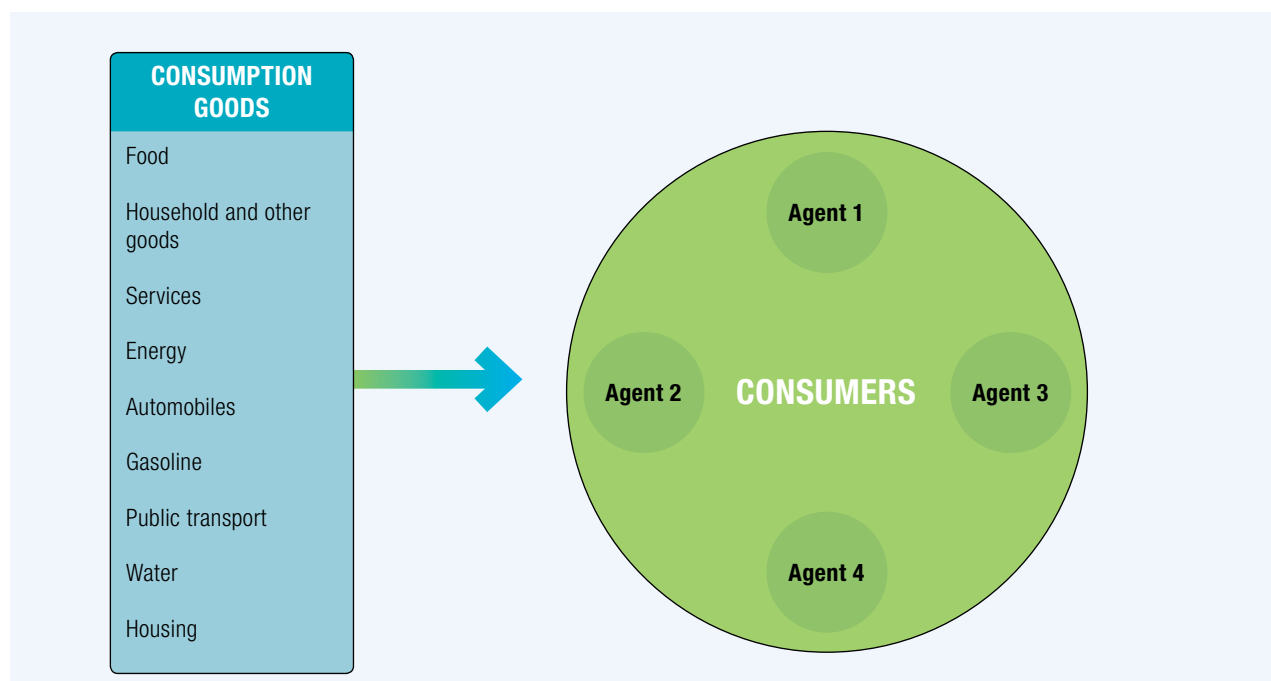 CONSUMPTION
GOODS
Food
Household and other
goods
Services
Energy
Automobiles
Gasoline
Public transport
Water
Housing
Agent 1
Agent 2
CONSUMERS
Agent 3
Agent 4